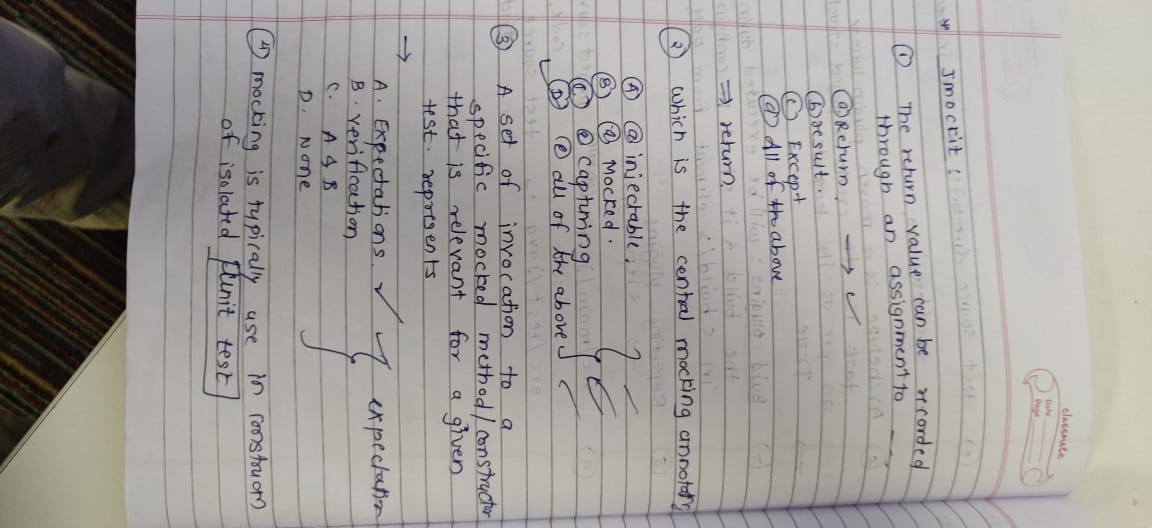 classmate
Date
Page
* Jmockit :
① The return value can be recorded
through an assignment to __
ⓐ Return → ✓
ⓑ result.
ⓒ Except
ⓓ All of the above
⇒ return.
② which is the central mocking annotation
Ⓐ @ injectable.
Ⓑ @ Mocked.
Ⓒ @ capturing
Ⓓ @ all of the above
③ A set of invocation to a
specific mocked method/constructor
that is relevant for a given
test. represents
→ A. Expectations. ✓ expectation
B. verification
C. A & B
D. None
④ mocking is typically use in
of isolated unit test